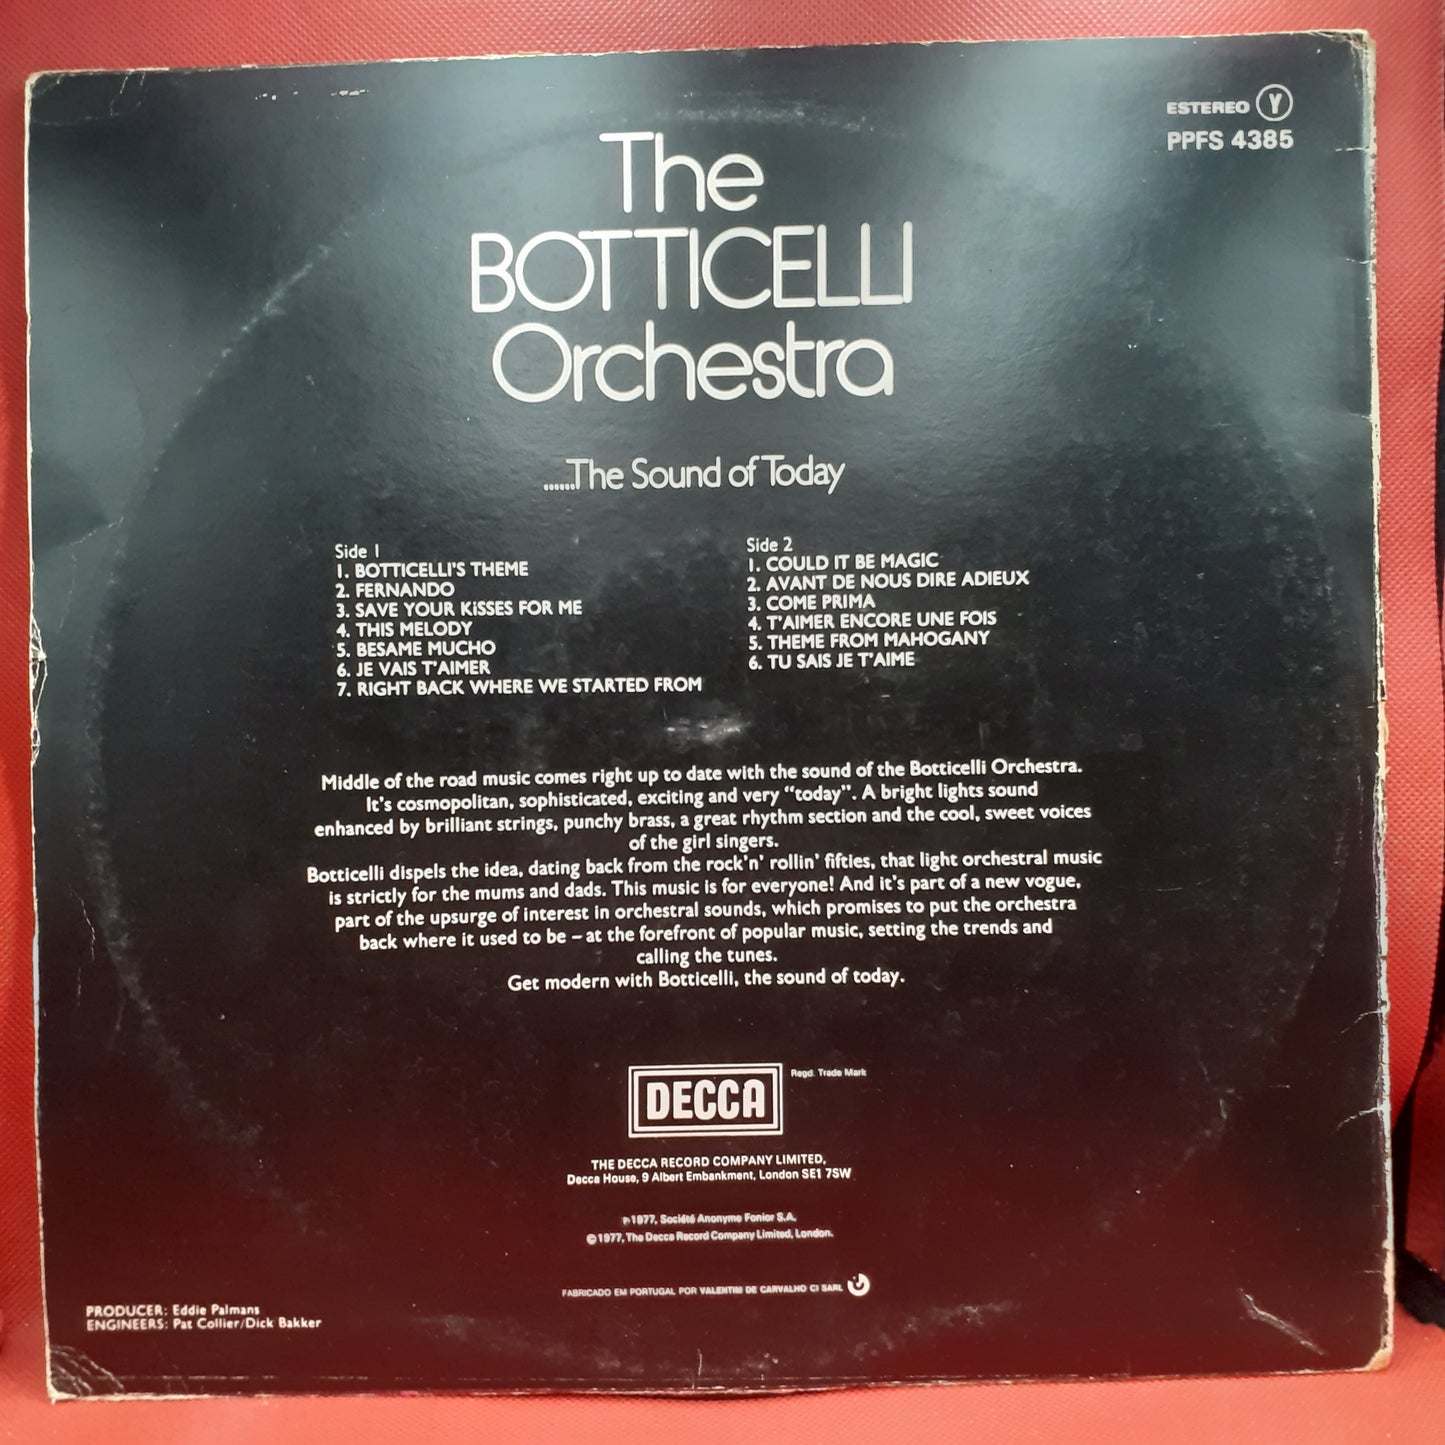 ESTEREO Y
PPFS 4385
The
BOTTICELLI
Orchestra
......The Sound of Today
Side 1
1. BOTTICELLI'S THEME
2. FERNANDO
3. SAVE YOUR KiSSES FOR ME
4. THIS MELODY
5. BESAME MUCHO
6. JE VAIS T'AIMER
7. RIGHT BACK WHERE WE STARTED FROM
Side 2
1. COULD IT BE MAGIC
2. AVANT DE NOUS DIRE ADIEUX
3. COME PRIMA
4. T'AIMER ENCORE UNE FOIS
5. THEME FROM MAHOGANY
6. TU SAIS JE T'AIME
Middle of the road music comes right up to date with the sound of the Botticelli Orchestra.
It's cosmopolitan, sophisticated, exciting and very “today”. A bright lights sound
enhanced by brilliant strings, punchy brass, a great rhythm section and the cool, sweet voices
of the girl singers.
Botticelli dispels the idea, dating back from the rock'n' rollin' fifties, that light orchestral music
is strictly for the mums and dads. This music is for everyone! And it's part of a new vogue,
part of the upsurge of interest in orchestral sounds, which promises to put the orchestra
back where it used to be – at the forefront of popular music, setting the trends and
calling the tunes.
Get modern with Botticelli, the sound of today.
DECCA
Regd. Trade Mark
THE DECCA RECORD COMPANY LIMITED,
Decca House, 9 Albert Embankment, London SE1 7SW
℗1977, Société Anonyme Fonior S.A.
©1977, The Decca Record Company Limited, London.
FABRICADO EM PORTUGAL POR VALENTIM DE CARVALHO CI SARL
PRODUCER: Eddie Palmans
ENGINEERS: Pat Collier/Dick Bakker